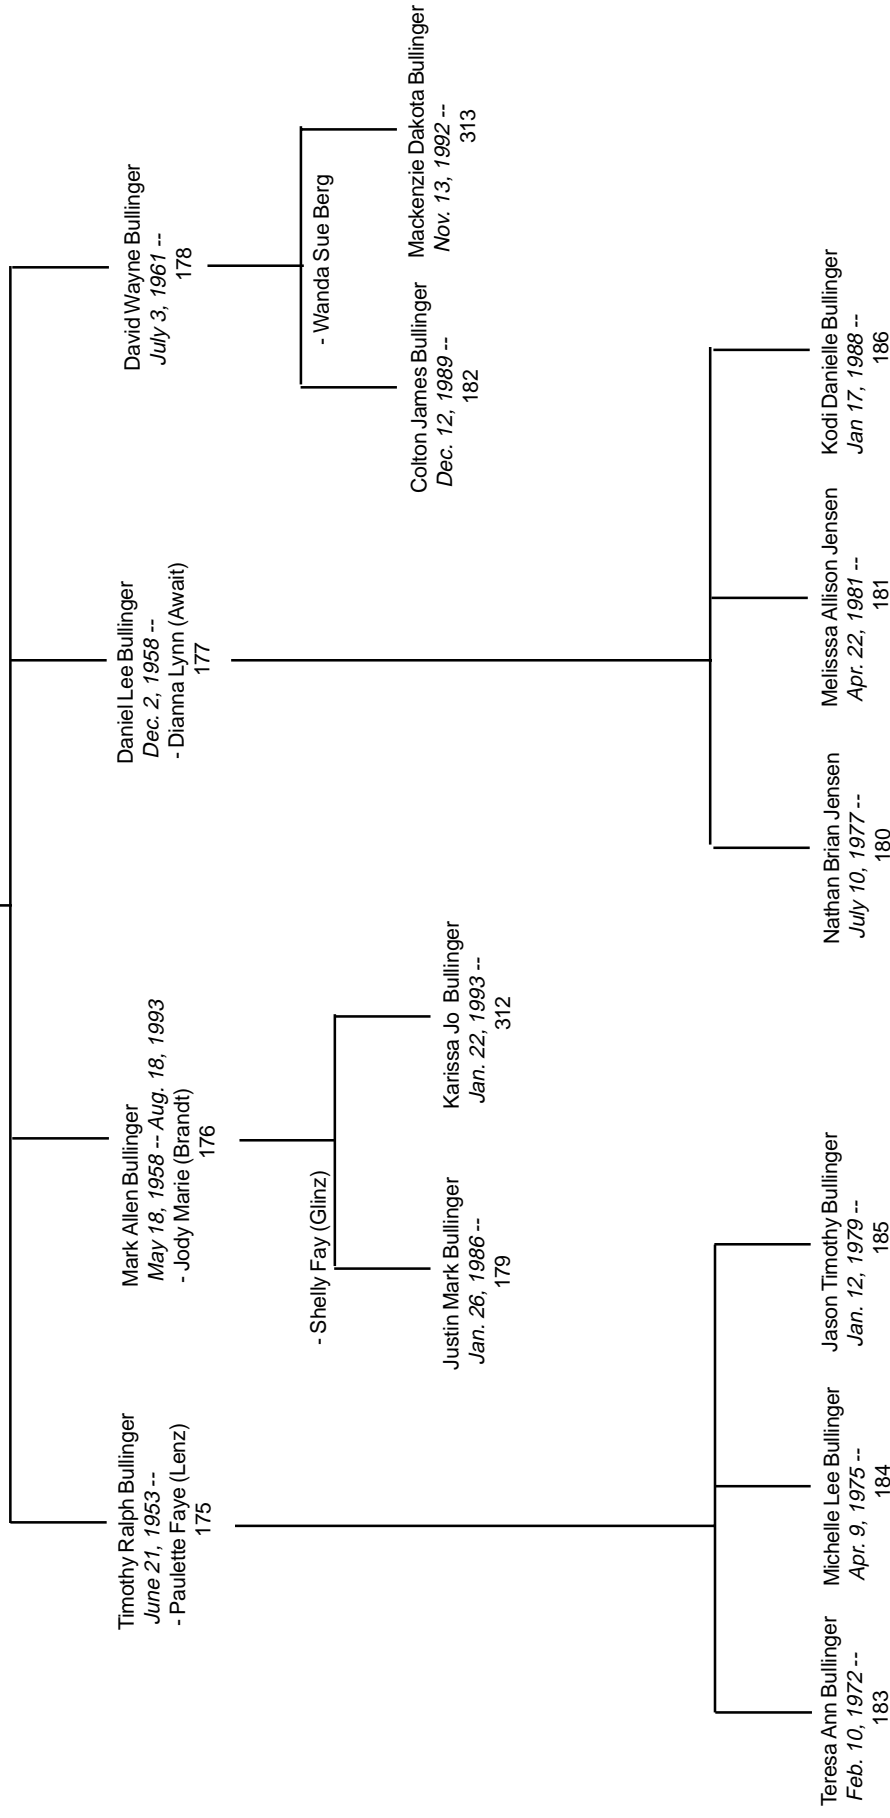 Timothy Ralph Bullinger
June 21, 1953 --
- Paulette Faye (Lenz)
175
Mark Allen Bullinger
May 18, 1958 -- Aug. 18, 1993
- Jody Marie (Brandt)
176
Daniel Lee Bullinger
Dec. 2, 1958 --
- Dianna Lynn (Await)
177
David Wayne Bullinger
July 3, 1961 --
178
- Shelly Fay (Glinz)
- Wanda Sue Berg
Justin Mark Bullinger
Jan. 26, 1986 --
179
Karissa Jo  Bullinger
Jan. 22, 1993 --
312
Colton James Bullinger
Dec. 12, 1989 --
182
Mackenzie Dakota Bullinger
Nov. 13, 1992 --
313
Teresa Ann Bullinger
Feb. 10, 1972 --
183
Michelle Lee Bullinger
Apr. 9, 1975 --
184
Jason Timothy Bullinger
Jan. 12, 1979 --
185
Nathan Brian Jensen
July 10, 1977 --
180
Melisssa Allison Jensen
Apr. 22, 1981 --
181
Kodi Danielle Bullinger
Jan 17, 1988 --
186